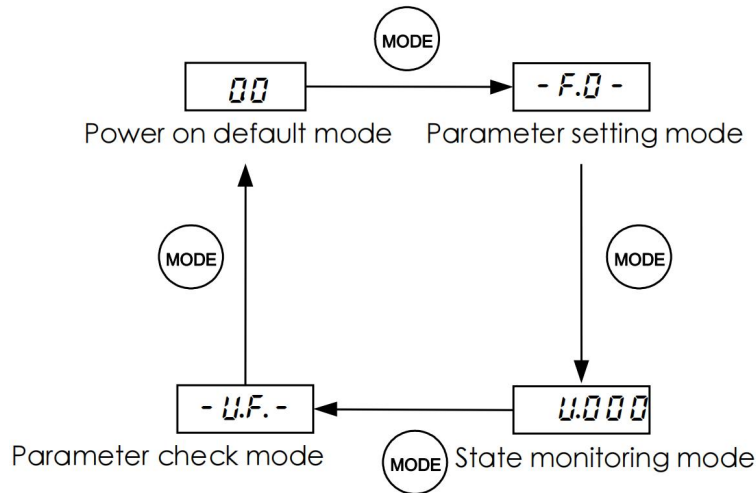 MODE
00
- F.0 -
Power on default mode
Parameter setting mode
MODE
MODE
- U.F. -
U.000
Parameter check mode
MODE
State monitoring mode